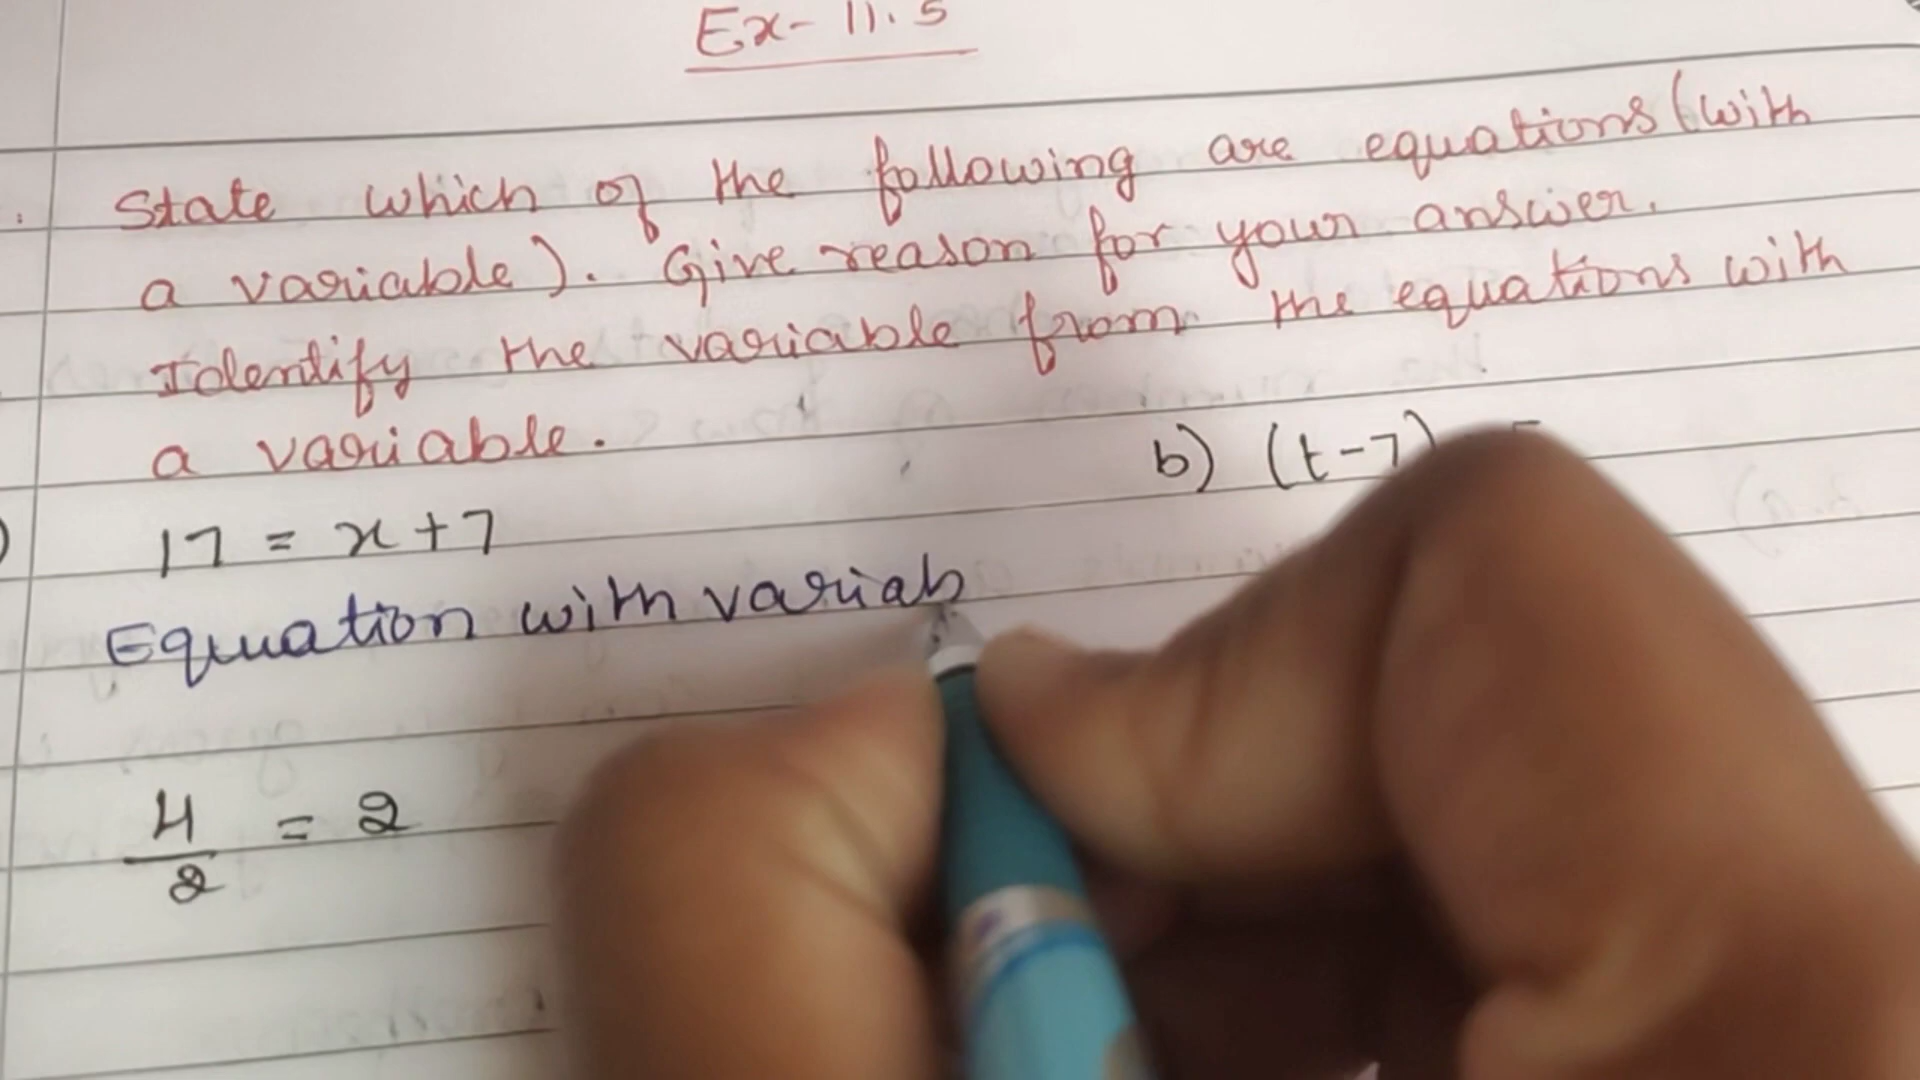 Ex- 11.5
State which of the following are equations (with
a variable). Give reason for your answer.
Identify the variable from the equations with
a variable.
b) (t-7)
17 = x+7
Equation with variab
4/2 = 2